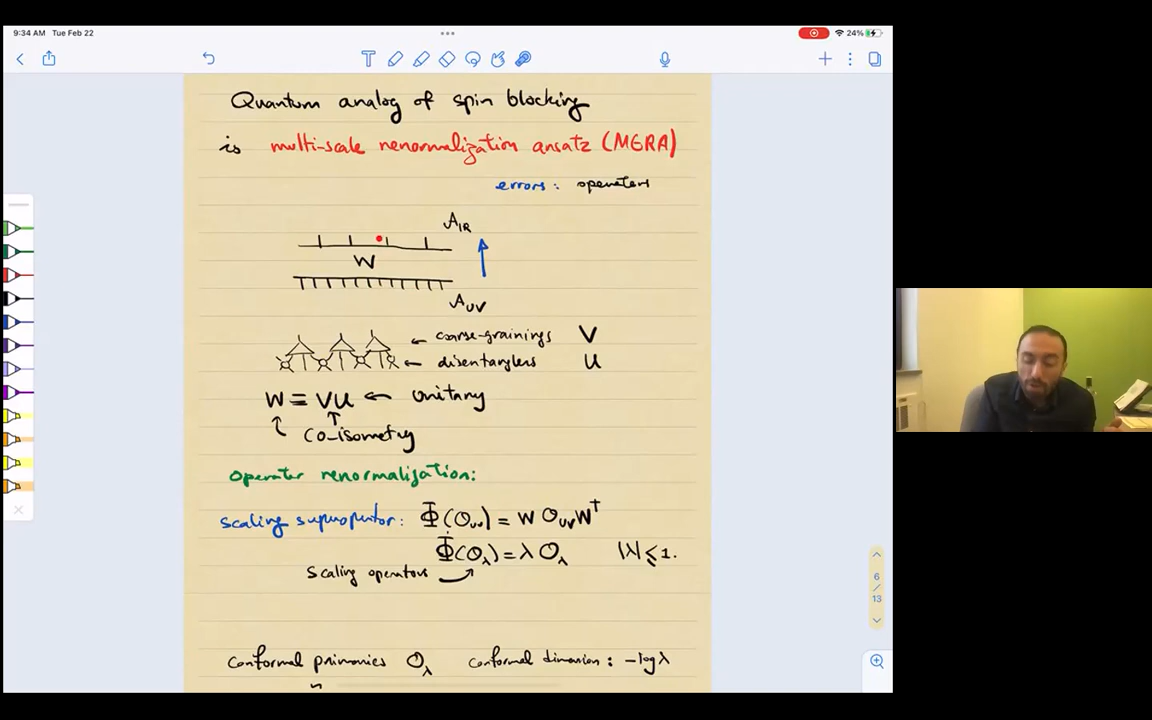 9:34 AM Tue Feb 22
24%
Quantum analog of spin blocking
is multi-scale renormalization ansatz (MERA)
errors: operators
A_IR
W
A_UV
← coarse-grainings V
← disentanglers U
W = VU ← Unitary
Co-isometry
operator renormalization:
Scaling superoperator: Φ(O_UV) = W O_UV W†
Φ(O_λ) = λ O_λ |λ| ≤ 1.
Scaling operators
Conformal primaries O_λ Conformal dimension: -log λ
6
/
13